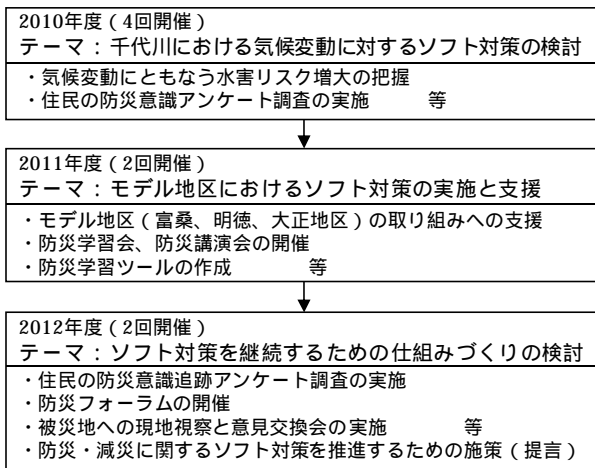 2010年度（4回開催）
テーマ：千代川における気候変動に対するソフト対策の検討
・気候変動にともなう水害リスク増大の把握
・住民の防災意識アンケート調査の実施　　　等
2011年度（2回開催）
テーマ：モデル地区におけるソフト対策の実施と支援
・モデル地区（富桑、明徳、大正地区）の取り組みへの支援
・防災学習会、防災講演会の開催
・防災学習ツールの作成　　　等
2012年度（2回開催）
テーマ：ソフト対策を継続するための仕組みづくりの検討
・住民の防災意識追跡アンケート調査の実施
・防災フォーラムの開催
・被災地への現地視察と意見交換会の実施　　　等
・防災・減災に関するソフト対策を推進するための施策（提言）